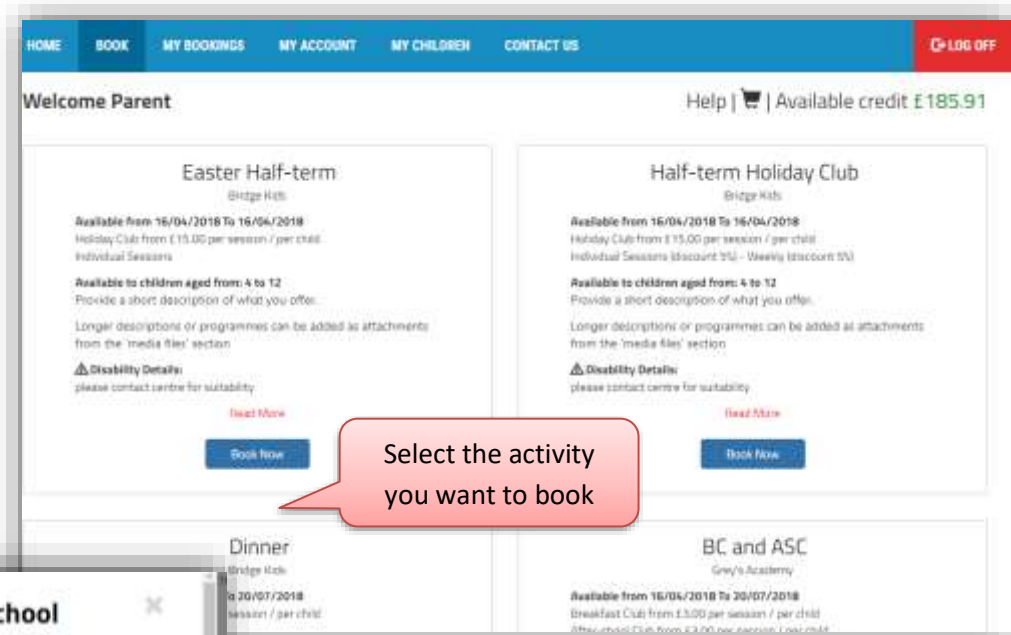 HOME BOOK MY BOOKINGS MY ACCOUNT MY CHILDREN CONTACT US LOG OFF
Welcome Parent
Help | | Available credit £185.91
Easter Half-term
Bridge Kids
Available from 16/04/2018 To 16/04/2018
Holiday Club from £15.00 per session / per child
Individual Sessions
Available to children aged from: 4 to 12
Provide a short description of what you offer.
Longer descriptions or programmes can be added as attachments
from the 'media files' section
Disability Details:
please contact centre for suitability
Read More
Book Now
Half-term Holiday Club
Bridge Kids
Available from 16/04/2018 To 16/04/2018
Holiday Club from £15.00 per session / per child
Individual Sessions (discount 5%) - Weekly (discount 5%)
Available to children aged from: 4 to 12
Provide a short description of what you offer.
Longer descriptions or programmes can be added as attachments
from the 'media files' section
Disability Details:
please contact centre for suitability
Read More
Book Now
Select the activity
you want to book
Dinner
Bridge Kids
To 20/07/2018
session / per child
BC and ASC
Grey's Academy
Available from 16/04/2018 To 20/07/2018
Breakfast Club from £3.00 per session / per child
After-school Club from £3.00 per session / per child
chool